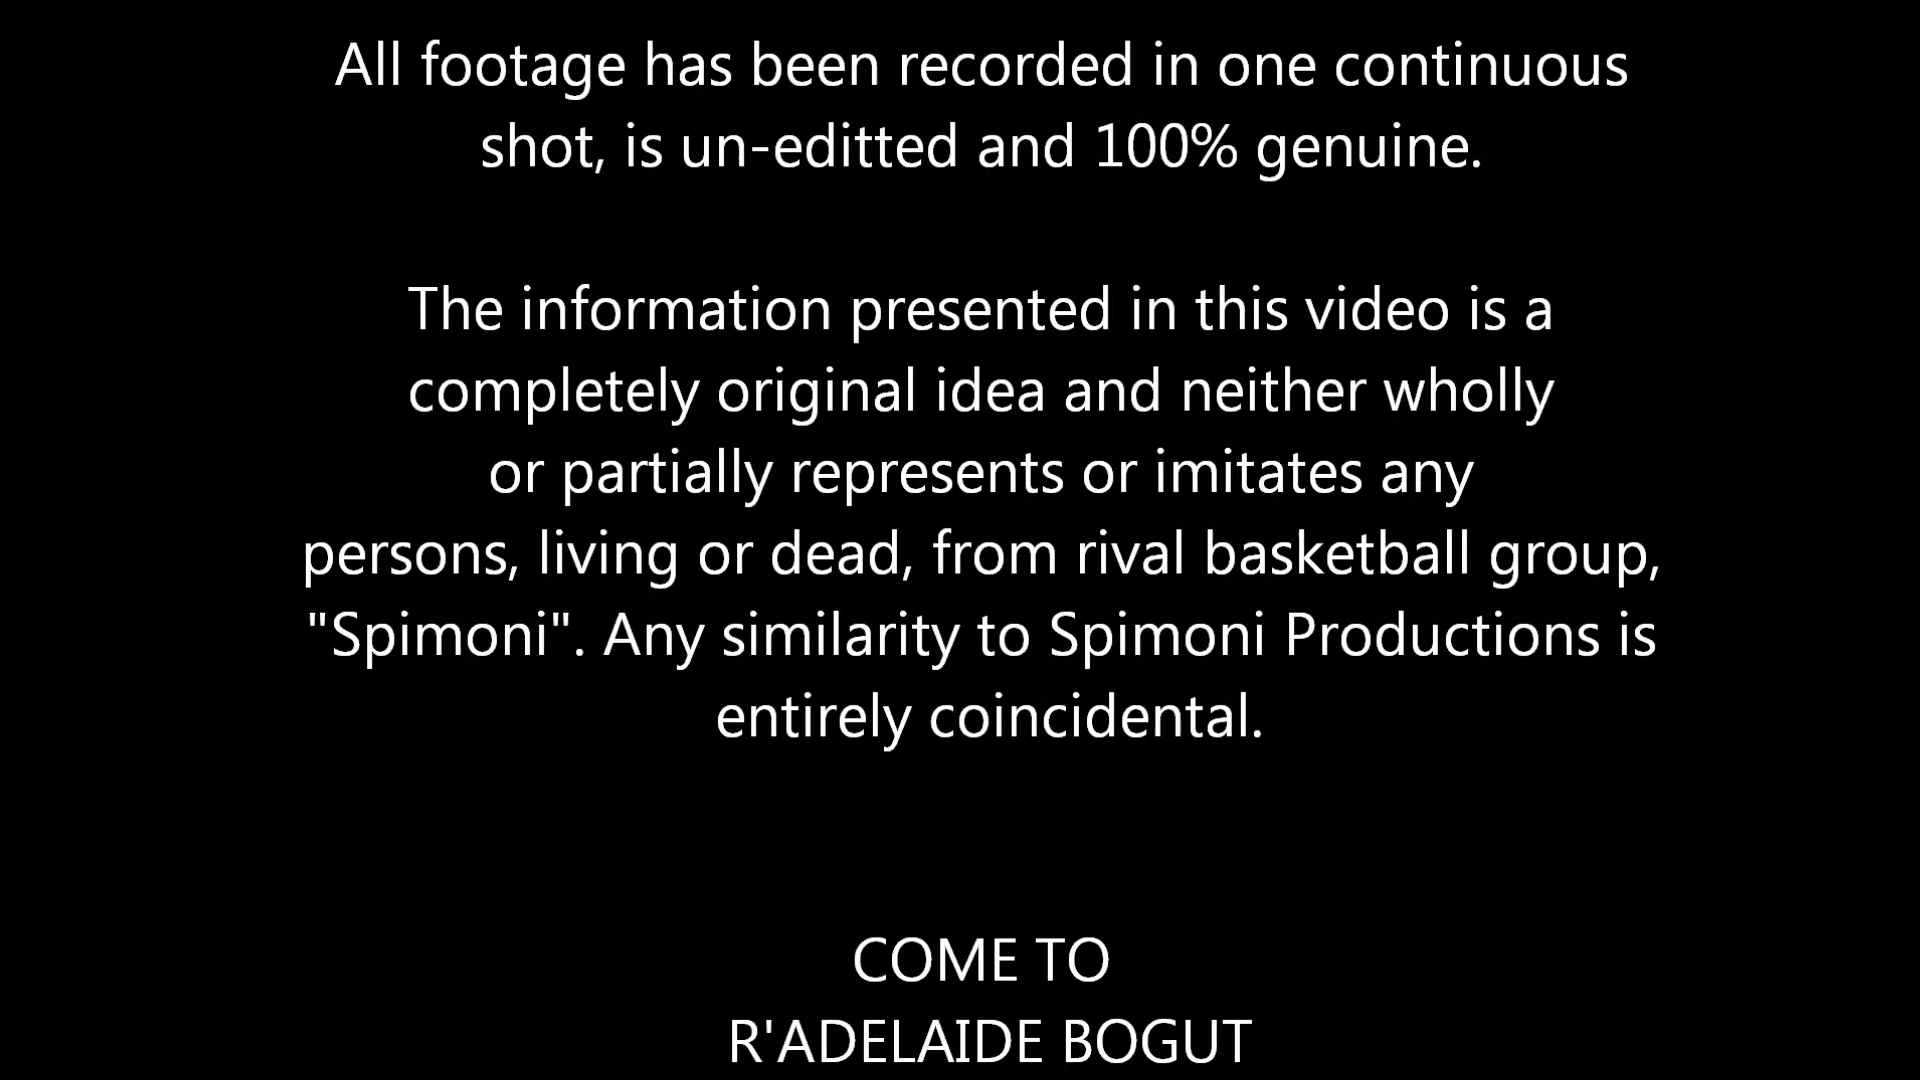 All footage has been recorded in one continuous
shot, is un-editted and 100% genuine.
The information presented in this video is a
completely original idea and neither wholly
or partially represents or imitates any
persons, living or dead, from rival basketball group,
"Spimoni". Any similarity to Spimoni Productions is
entirely coincidental.
COME TO
R'ADELAIDE BOGUT